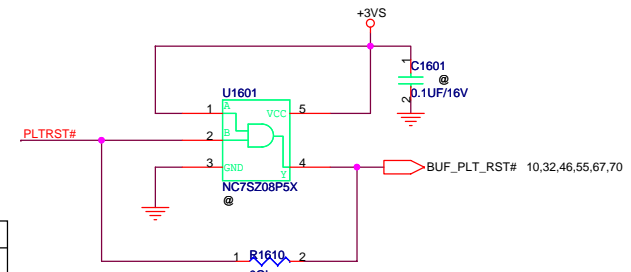 +3VS
1
C1601
@
2
0.1UF/16V
U1601
1
A
VCC
5
PLTRST#
2
B
3
GND
Y
4
BUF_PLT_RST# 10,32,46,55,67,70
NC7SZ08P5X
@
1
R1610
2